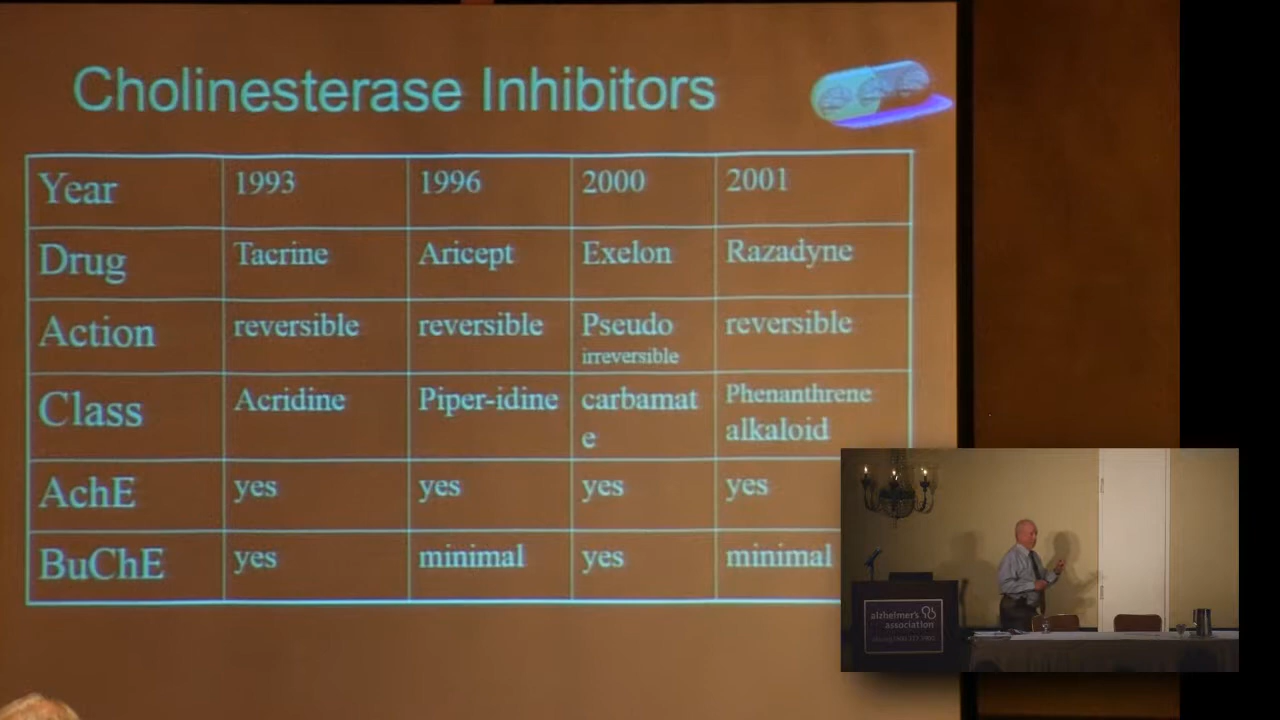 Cholinesterase Inhibitors
Year 1993 1996 2000 2001
Drug Tacrine Aricept Exelon Razadyne
Action reversible reversible Pseudo reversible
irreversible
Class Acridine Piper-idine carbamat Phenanthrene
e alkaloid
AchE yes yes yes yes
BuChE yes minimal yes minimal
alzheimer's
association